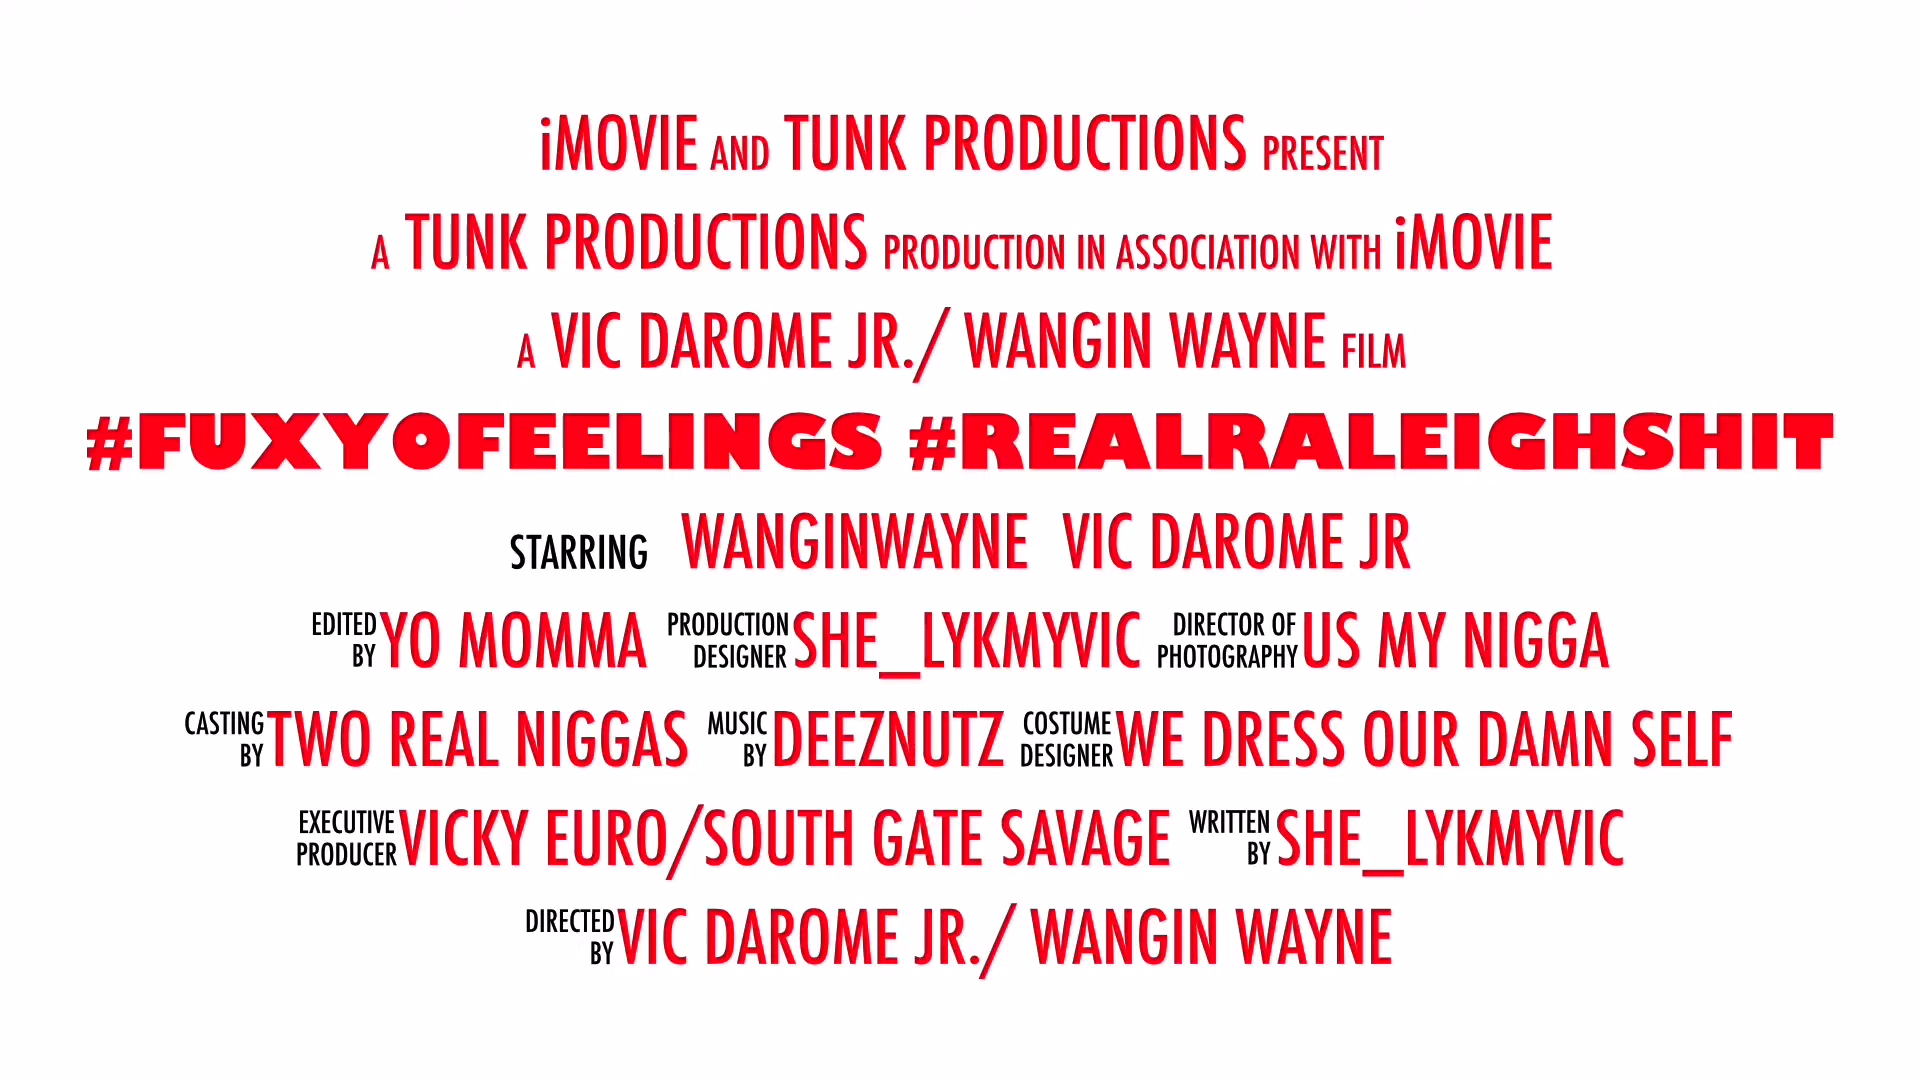 iMOVIE AND TUNK PRODUCTIONS PRESENT
A TUNK PRODUCTIONS PRODUCTION IN ASSOCIATION WITH iMOVIE
A VIC DAROME JR./ WANGIN WAYNE FILM
#FUXYOFEELINGS #REALRALEIGHSHIT
STARRING WANGINWAYNE VIC DAROME JR
EDITED BY YO MOMMA PRODUCTION DESIGNER SHE_LYKMYVIC DIRECTOR OF PHOTOGRAPHY US MY NIGGA
CASTING BY TWO REAL NIGGAS MUSIC BY DEEZNUTZ COSTUME DESIGNER WE DRESS OUR DAMN SELF
EXECUTIVE PRODUCER VICKY EURO/SOUTH GATE SAVAGE WRITTEN BY SHE_LYKMYVIC
DIRECTED BY VIC DAROME JR./ WANGIN WAYNE